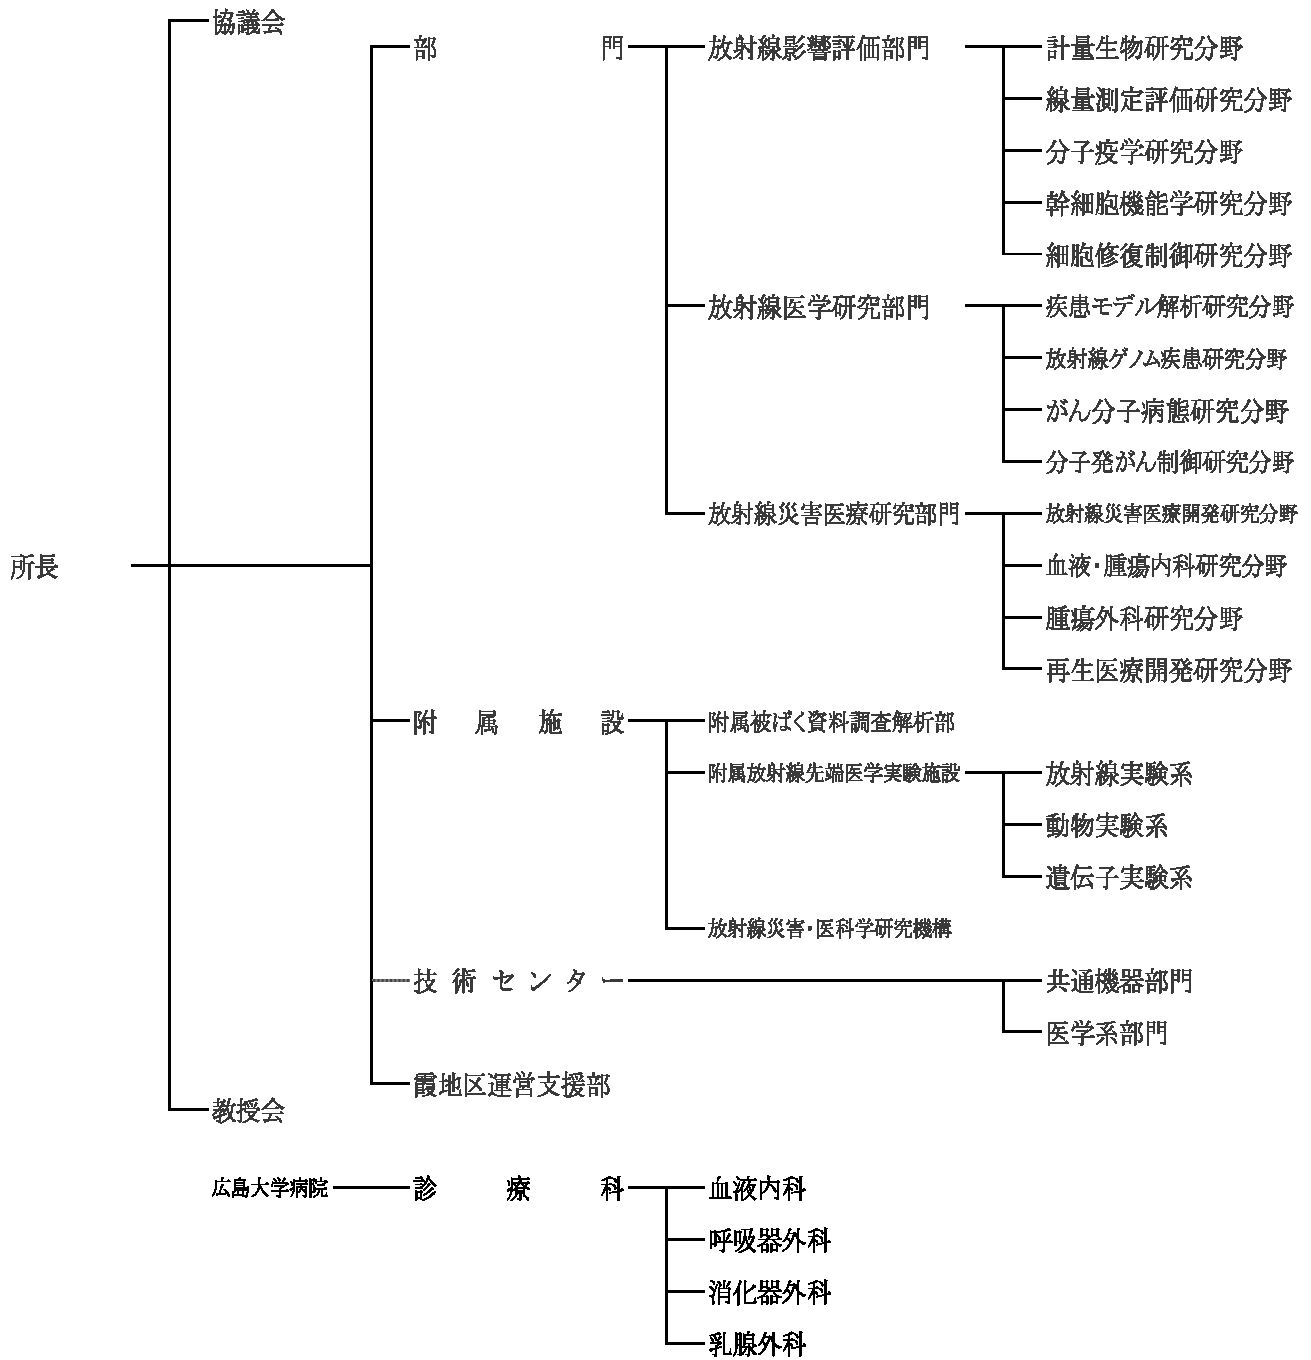 協議会
部門
放射線影響評価部門
計量生物研究分野
線量測定評価研究分野
分子疫学研究分野
幹細胞機能学研究分野
細胞修復制御研究分野
放射線医学研究部門
疾患モデル解析研究分野
放射線ゲノム疾患研究分野
がん分子病態研究分野
分子発がん制御研究分野
放射線災害医療研究部門
放射線災害医療開発研究分野
所長
血液・腫瘍内科研究分野
腫瘍外科研究分野
再生医療開発研究分野
附属施設
附属被ばく資料調査解析部
附属放射線先端医学実験施設
放射線実験系
動物実験系
遺伝子実験系
放射線災害・医科学研究機構
技術センター
共通機器部門
医学系部門
霞地区運営支援部
教授会
広島大学病院
診療科
血液内科
呼吸器外科
消化器外科
乳腺外科